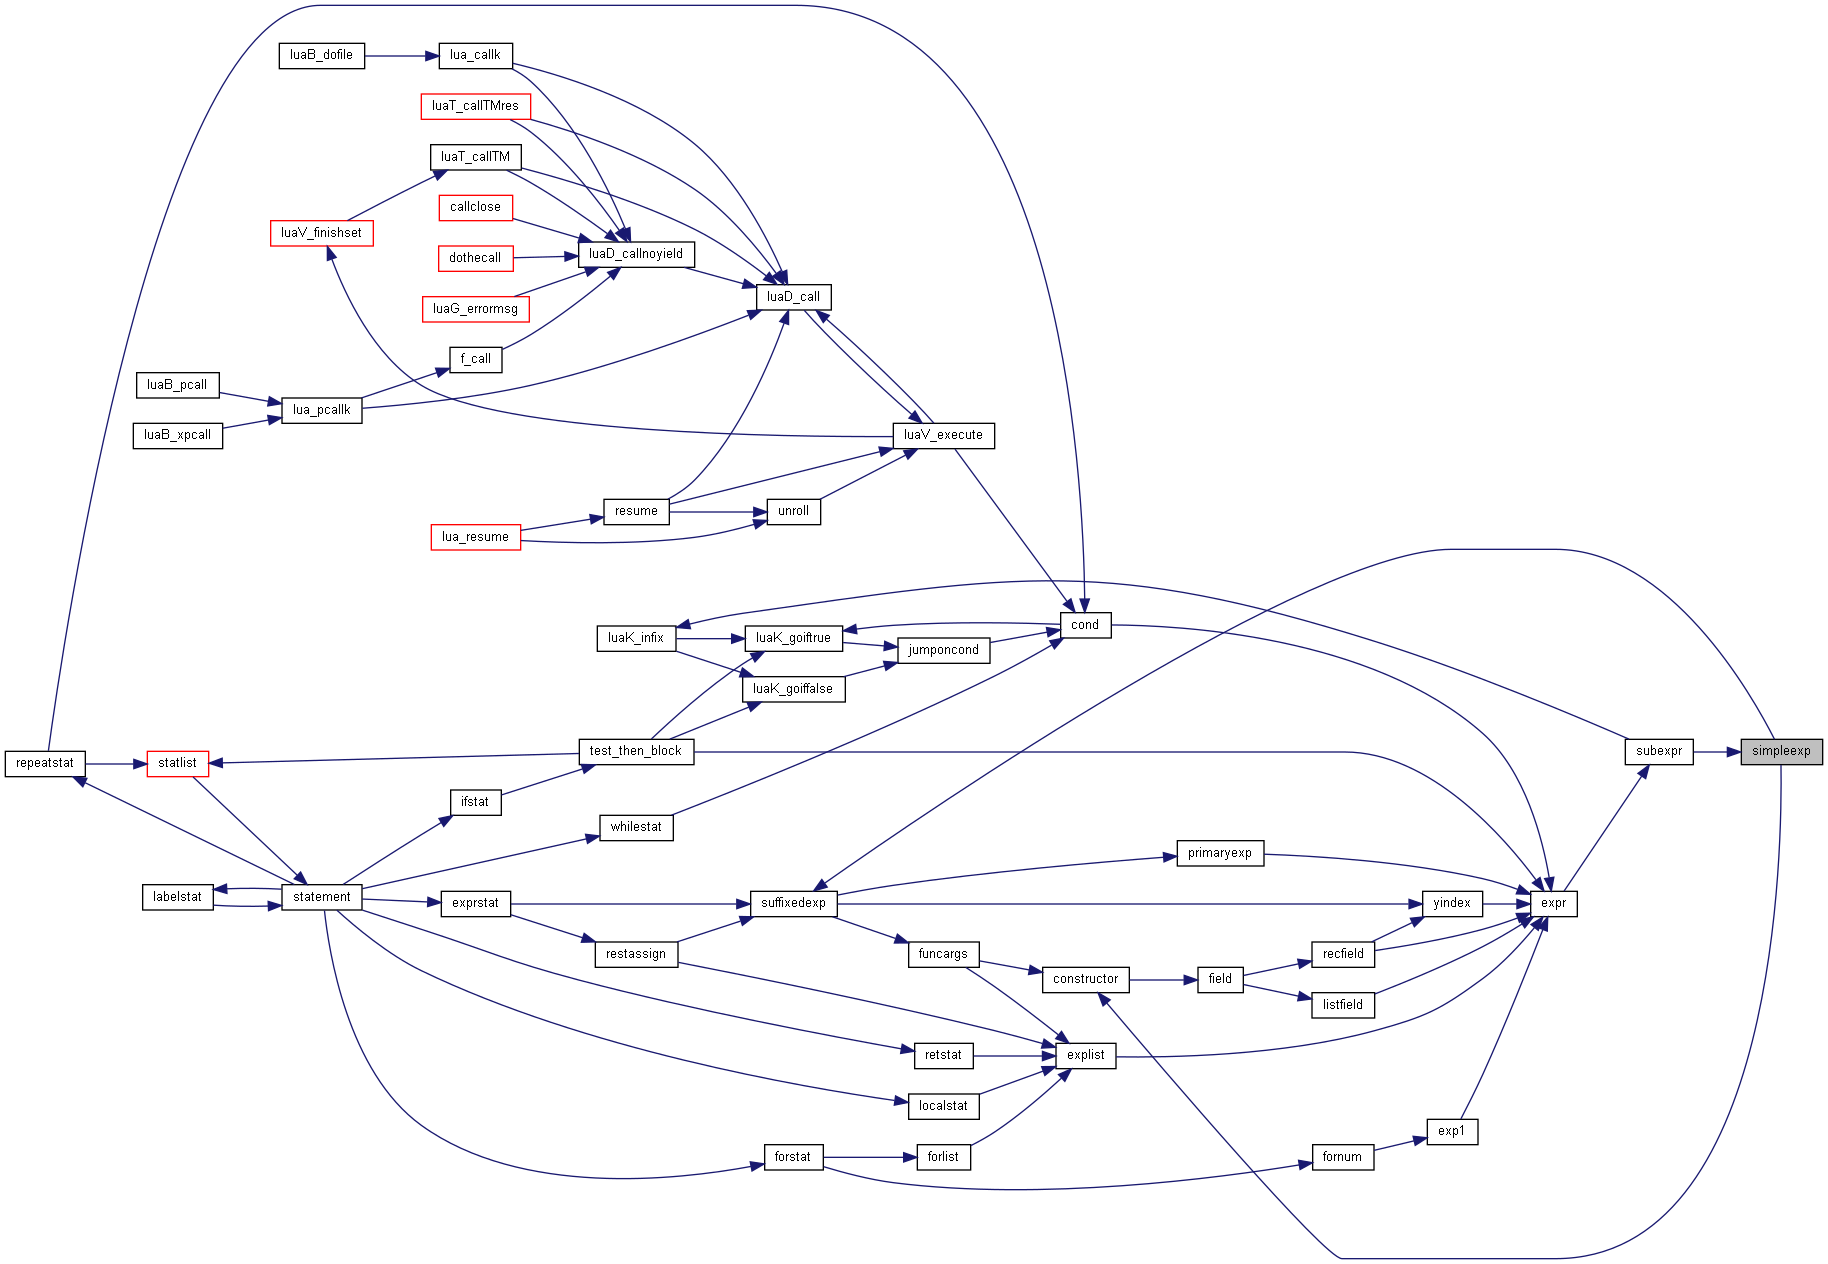 luaB_dofile
lua_callk
luaT_callTMres
luaT_callTM
callclose
luaV_finishset
dothecall
luaD_callnoyield
luaG_errormsg
luaD_call
f_call
luaB_pcall
lua_pcallk
luaB_xpcall
luaV_execute
resume
unroll
lua_resume
cond
luaK_infix
luaK_goiftrue
jumponcond
luaK_goiffalse
repeatstat
statlist
test_then_block
subexpr
simpleexp
ifstat
whilestat
primaryexp
labelstat
statement
exprstat
suffixedexp
yindex
expr
restassign
funcargs
recfield
constructor
field
listfield
retstat
explist
localstat
exp1
forstat
forlist
fornum